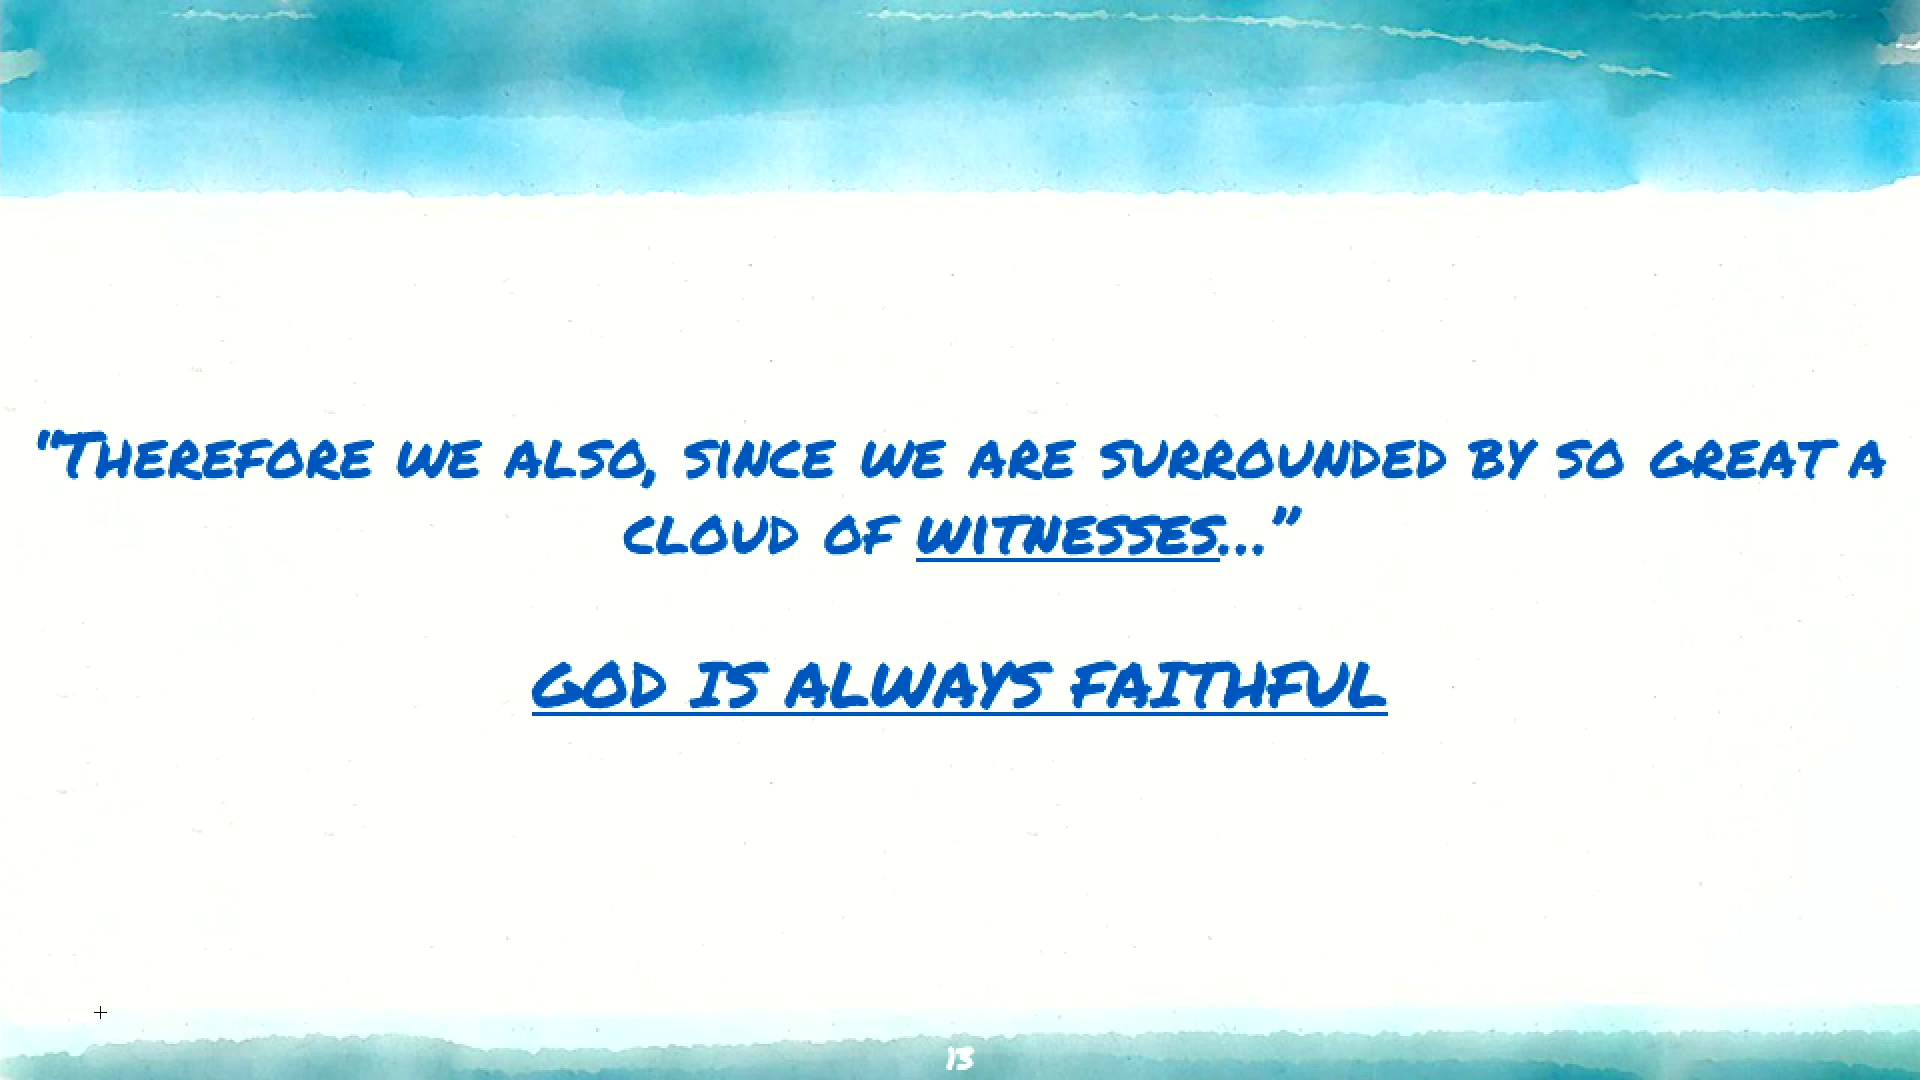 “Therefore we also, since we are surrounded by so great a
cloud of witnesses…”
GOD IS ALWAYS FAITHFUL
13